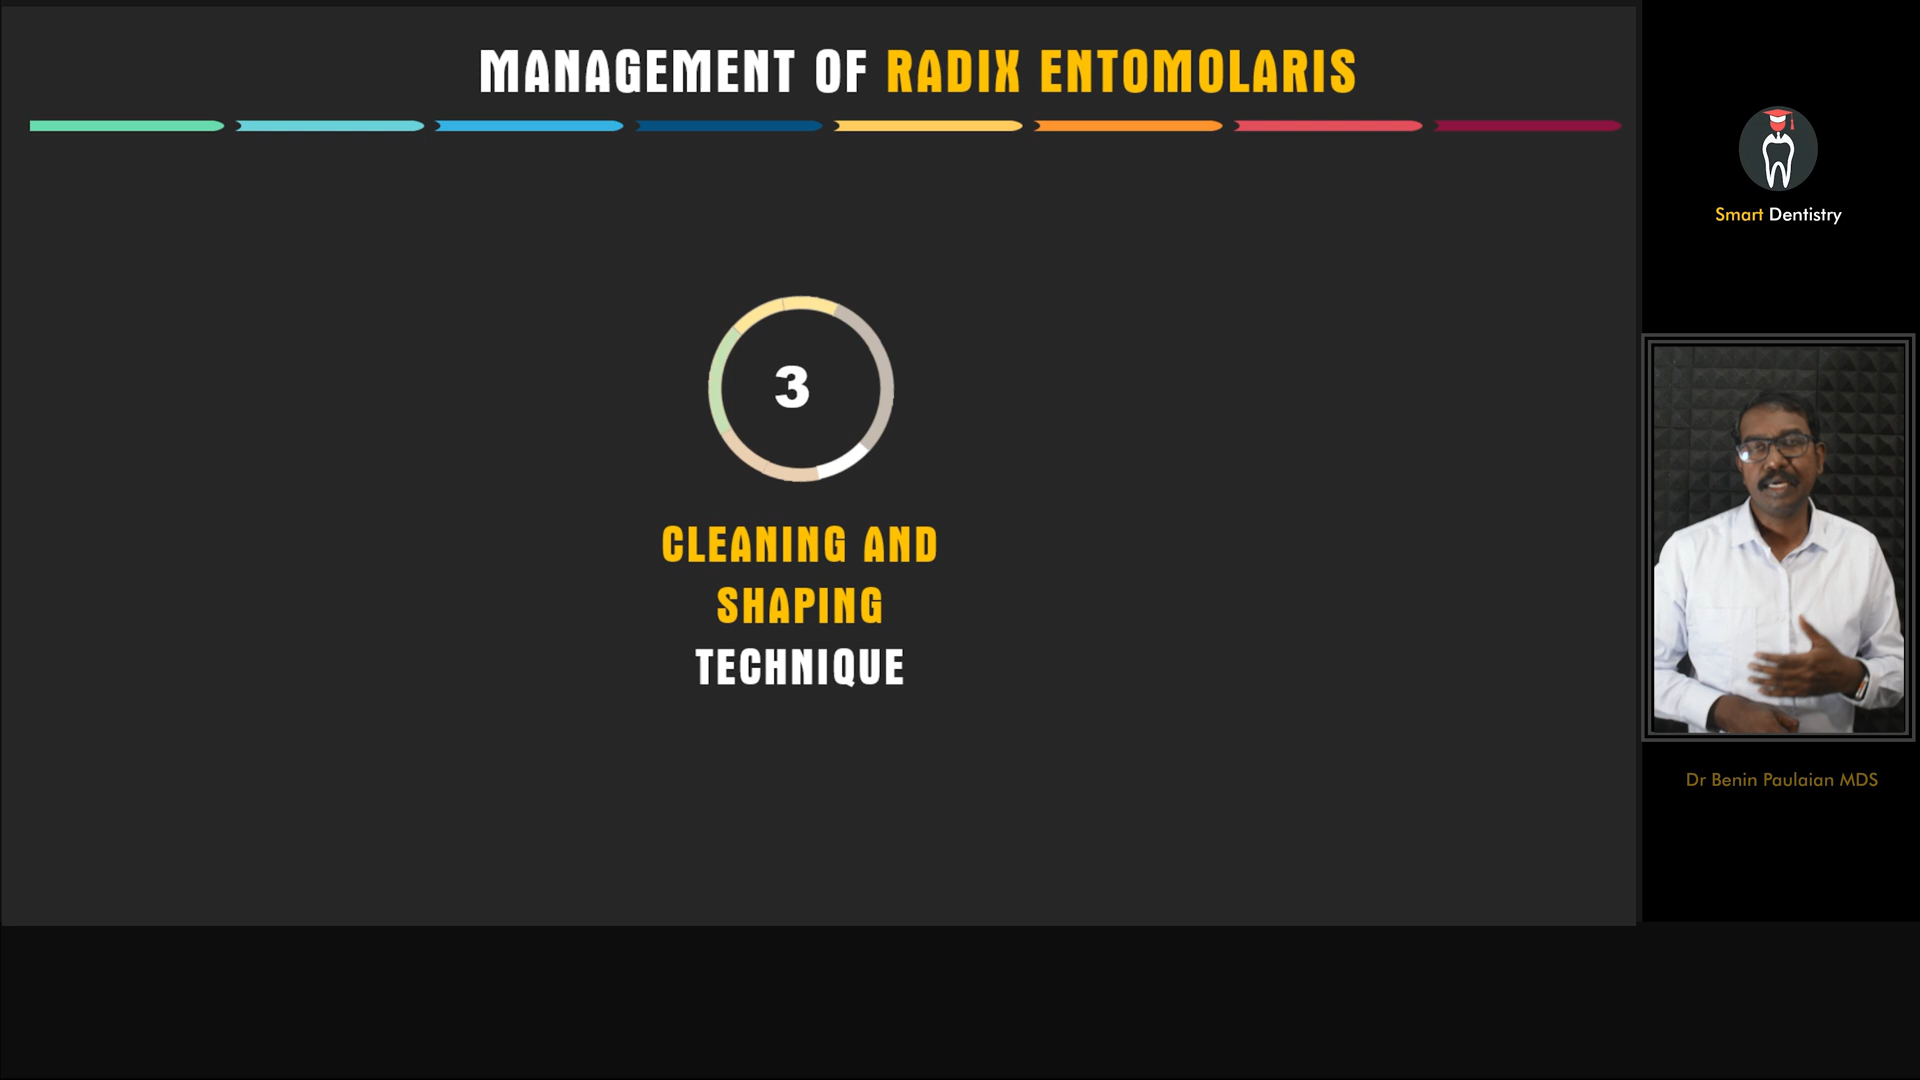 MANAGEMENT OF RADIX ENTOMOLARIS
Smart Dentistry
3
CLEANING AND
SHAPING
TECHNIQUE
Dr Benin Paulaian MDS